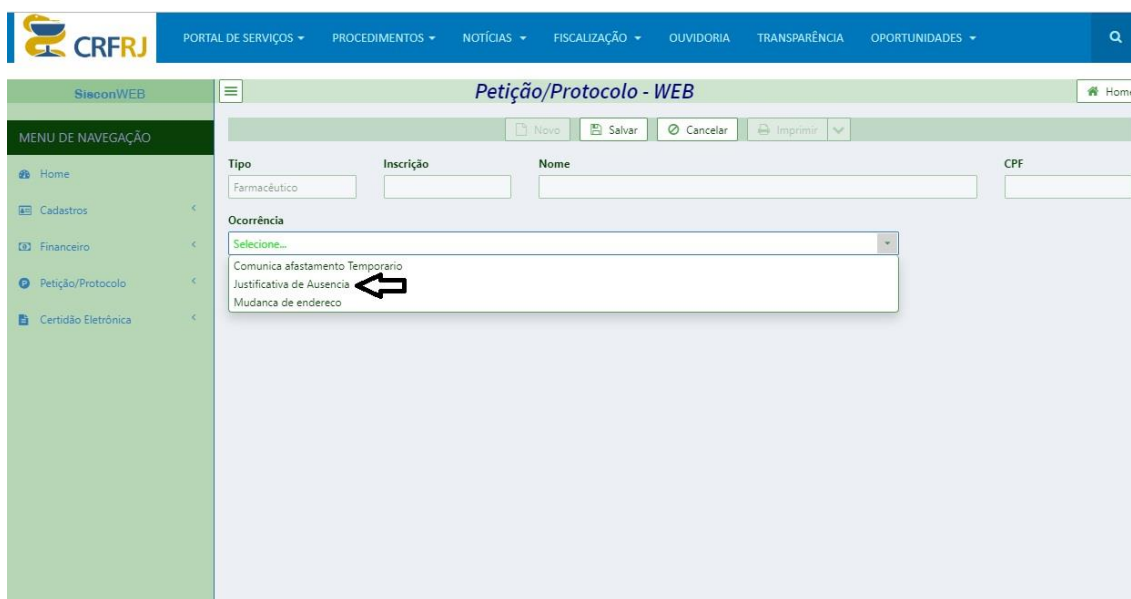 CRFRJ
PORTAL DE SERVIÇOS PROCEDIMENTOS NOTÍCIAS FISCALIZAÇÃO OUVIDORIA TRANSPARÊNCIA OPORTUNIDADES
SisconWEB
Petição/Protocolo - WEB
Home
MENU DE NAVEGAÇÃO
Novo Salvar Cancelar Imprimir
Home
Cadastros
Financeiro
Petição/Protocolo
Certidão Eletrônica
Tipo Inscrição Nome CPF
Farmacêutico
Ocorrência
Selecione...
Comunica afastamento Temporario
Justificativa de Ausencia
Mudanca de endereco